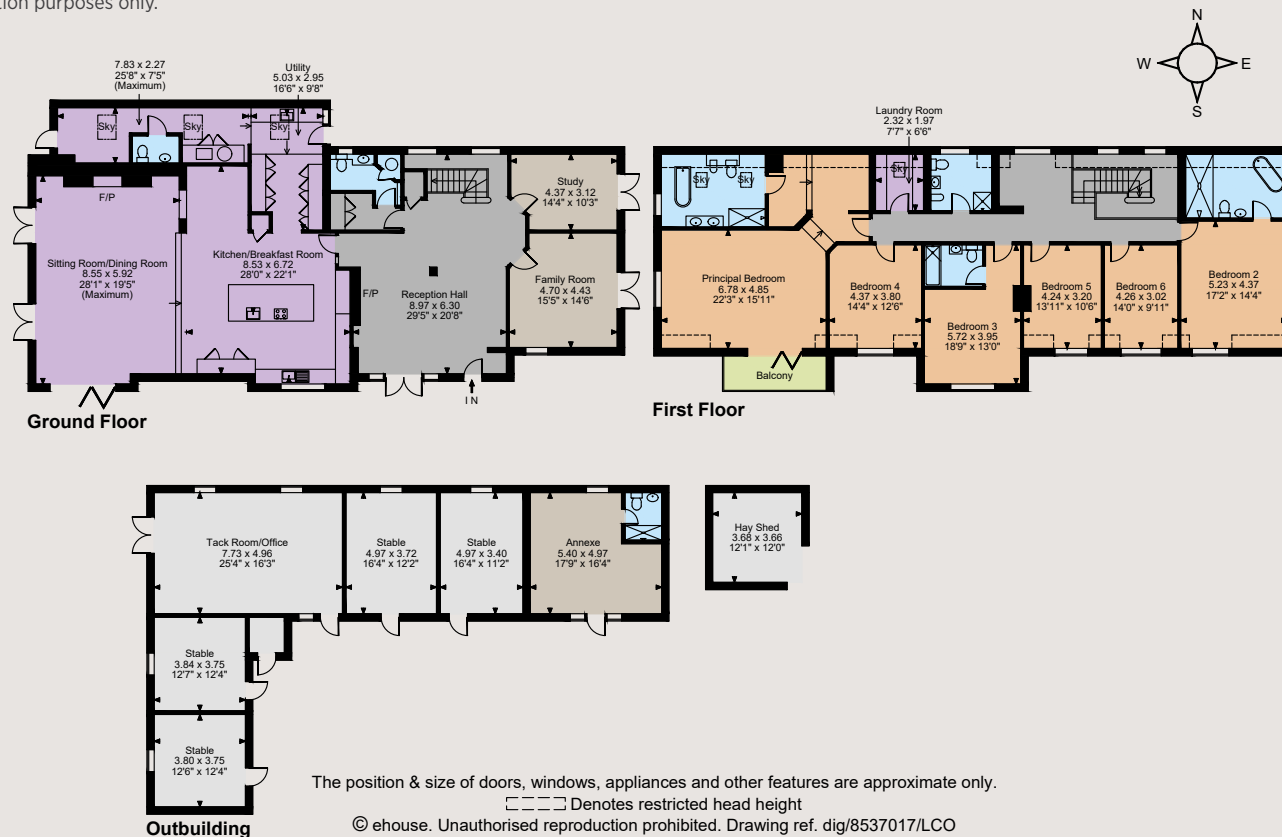 tion purposes only.
N
W
E
S
7.83 x 2.27
25'8" x 7'5"
(Maximum)
Utility
5.03 x 2.95
16'6" x 9'8"
Sky
Sky
Sky
F/P
Sitting Room/Dining Room
8.55 x 5.92
28'1" x 19'5"
(Maximum)
Kitchen/Breakfast Room
8.53 x 6.72
28'0" x 22'1"
F/P
Reception Hall
8.97 x 6.30
29'5" x 20'8"
Study
4.37 x 3.12
14'4" x 10'3"
Family Room
4.70 x 4.43
15'5" x 14'6"
IN
Ground Floor
Laundry Room
2.32 x 1.97
7'7" x 6'6"
Sky
Sky
Sky
Principal Bedroom
6.78 x 4.85
22'3" x 15'11"
Bedroom 4
4.37 x 3.80
14'4" x 12'6"
Bedroom 3
5.72 x 3.95
18'9" x 13'0"
Bedroom 5
4.24 x 3.20
13'11" x 10'6"
Bedroom 6
4.26 x 3.02
14'0" x 9'11"
Bedroom 2
5.23 x 4.37
17'2" x 14'4"
Balcony
First Floor
Tack Room/Office
7.73 x 4.96
25'4" x 16'3"
Stable
4.97 x 3.72
16'4" x 12'2"
Stable
4.97 x 3.40
16'4" x 11'2"
Annexe
5.40 x 4.97
17'9" x 16'4"
Hay Shed
3.68 x 3.66
12'1" x 12'0"
Stable
3.84 x 3.75
12'7" x 12'4"
Stable
3.80 x 3.75
12'6" x 12'4"
Outbuilding
The position & size of doors, windows, appliances and other features are approximate only.
Denotes restricted head height
© ehouse. Unauthorised reproduction prohibited. Drawing ref. dig/8537017/LCO